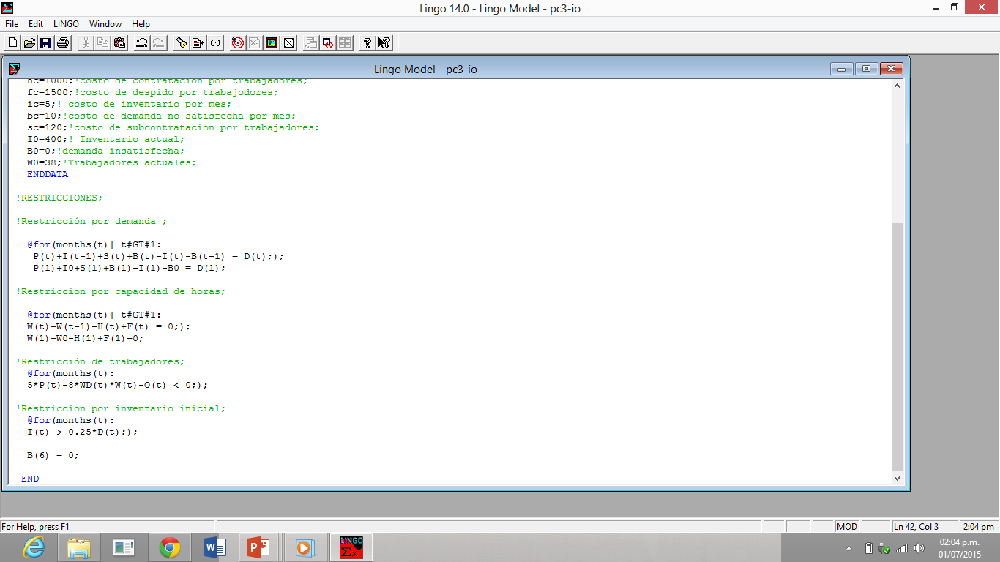 Lingo 14.0 - Lingo Model - pc3-io
File Edit LINGO Window Help
Lingo Model - pc3-io
hc=1000;!costo de contratacion por trabajadores;
fc=1500;!costo de despido por trabajodores;
ic=5;! costo de inventario por mes;
bc=10;!costo de demanda no satisfecha por mes;
sc=120;!costo de subcontratacion por trabajadores;
I0=400;! Inventario actual;
B0=0;!demanda insatisfecha;
W0=38;!Trabajadores actuales;
ENDDATA
!RESTRICCIONES;
!Restricción por demanda ;
@for(months(t)| t#GT#1:
P(t)+I(t-1)+S(t)+B(t)-I(t)-B(t-1) = D(t););
P(1)+I0+S(1)+B(1)-I(1)-B0 = D(1);
!Restriccion por capacidad de horas;
@for(months(t)| t#GT#1:
W(t)-W(t-1)-H(t)+F(t) = 0;);
W(1)-W0-H(1)+F(1)=0;
!Restricción de trabajadores;
@for(months(t):
5*P(t)-8*WD(t)*W(t)-O(t) < 0;);
!Restriccion por inventario inicial;
@for(months(t):
I(t) > 0.25*D(t););
B(6) = 0;
END
For Help, press F1
MOD
Ln 42, Col 3
2:04 pm
LINGO
02:04 p.m.
01/07/2015